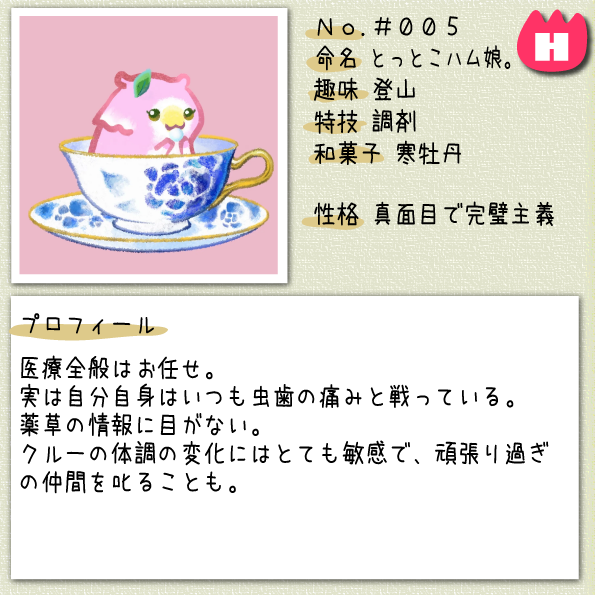 No.#005
H
命名 とっとこハム娘。
趣味 登山
特技 調剤
和菓子 寒牡丹
性格 真面目で完璧主義
プロフィール
医療全般はお任せ。
実は自分自身はいつも虫歯の痛みと戦っている。
薬草の情報に目がない。
クルーの体調の変化にはとても敏感で、頑張り過ぎ
の仲間を叱ることも。